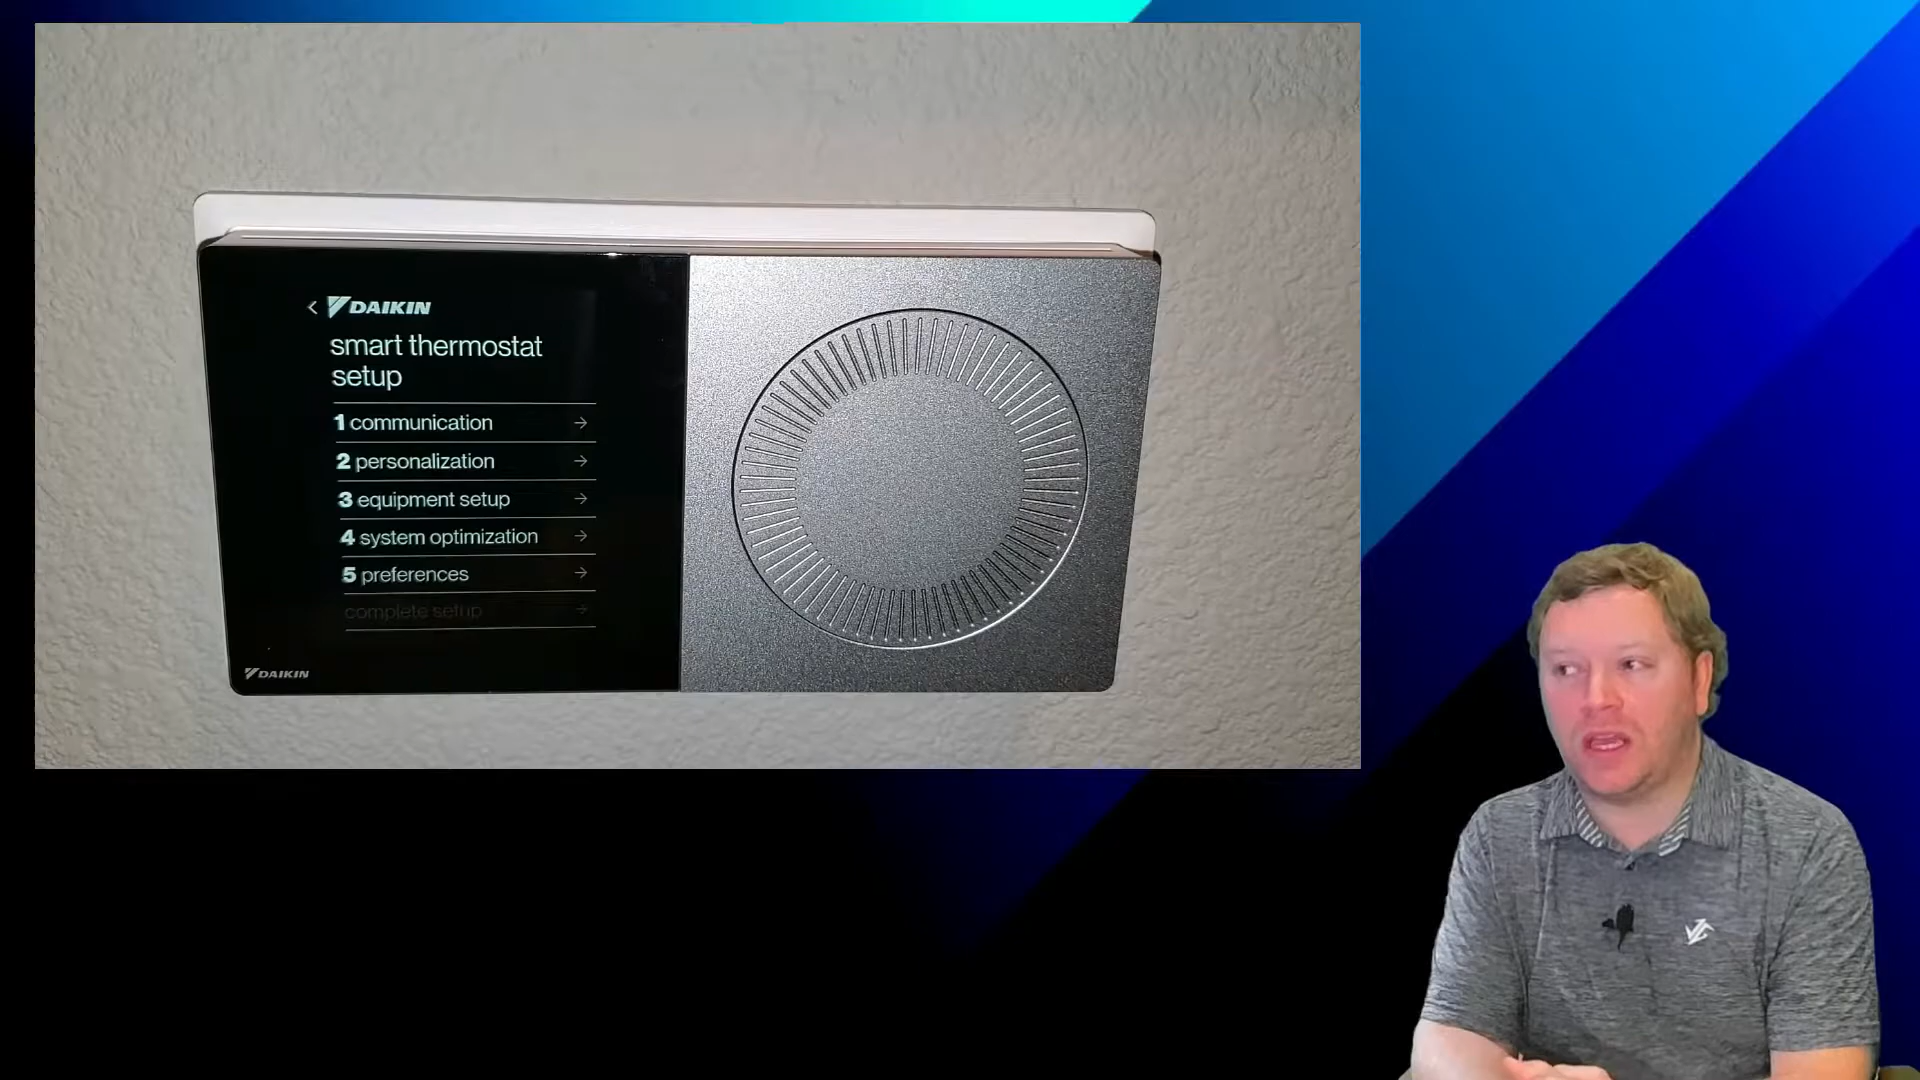 < DAIKIN
smart thermostat
setup
1 communication →
2 personalization →
3 equipment setup →
4 system optimization →
5 preferences →
complete setup →
DAIKIN